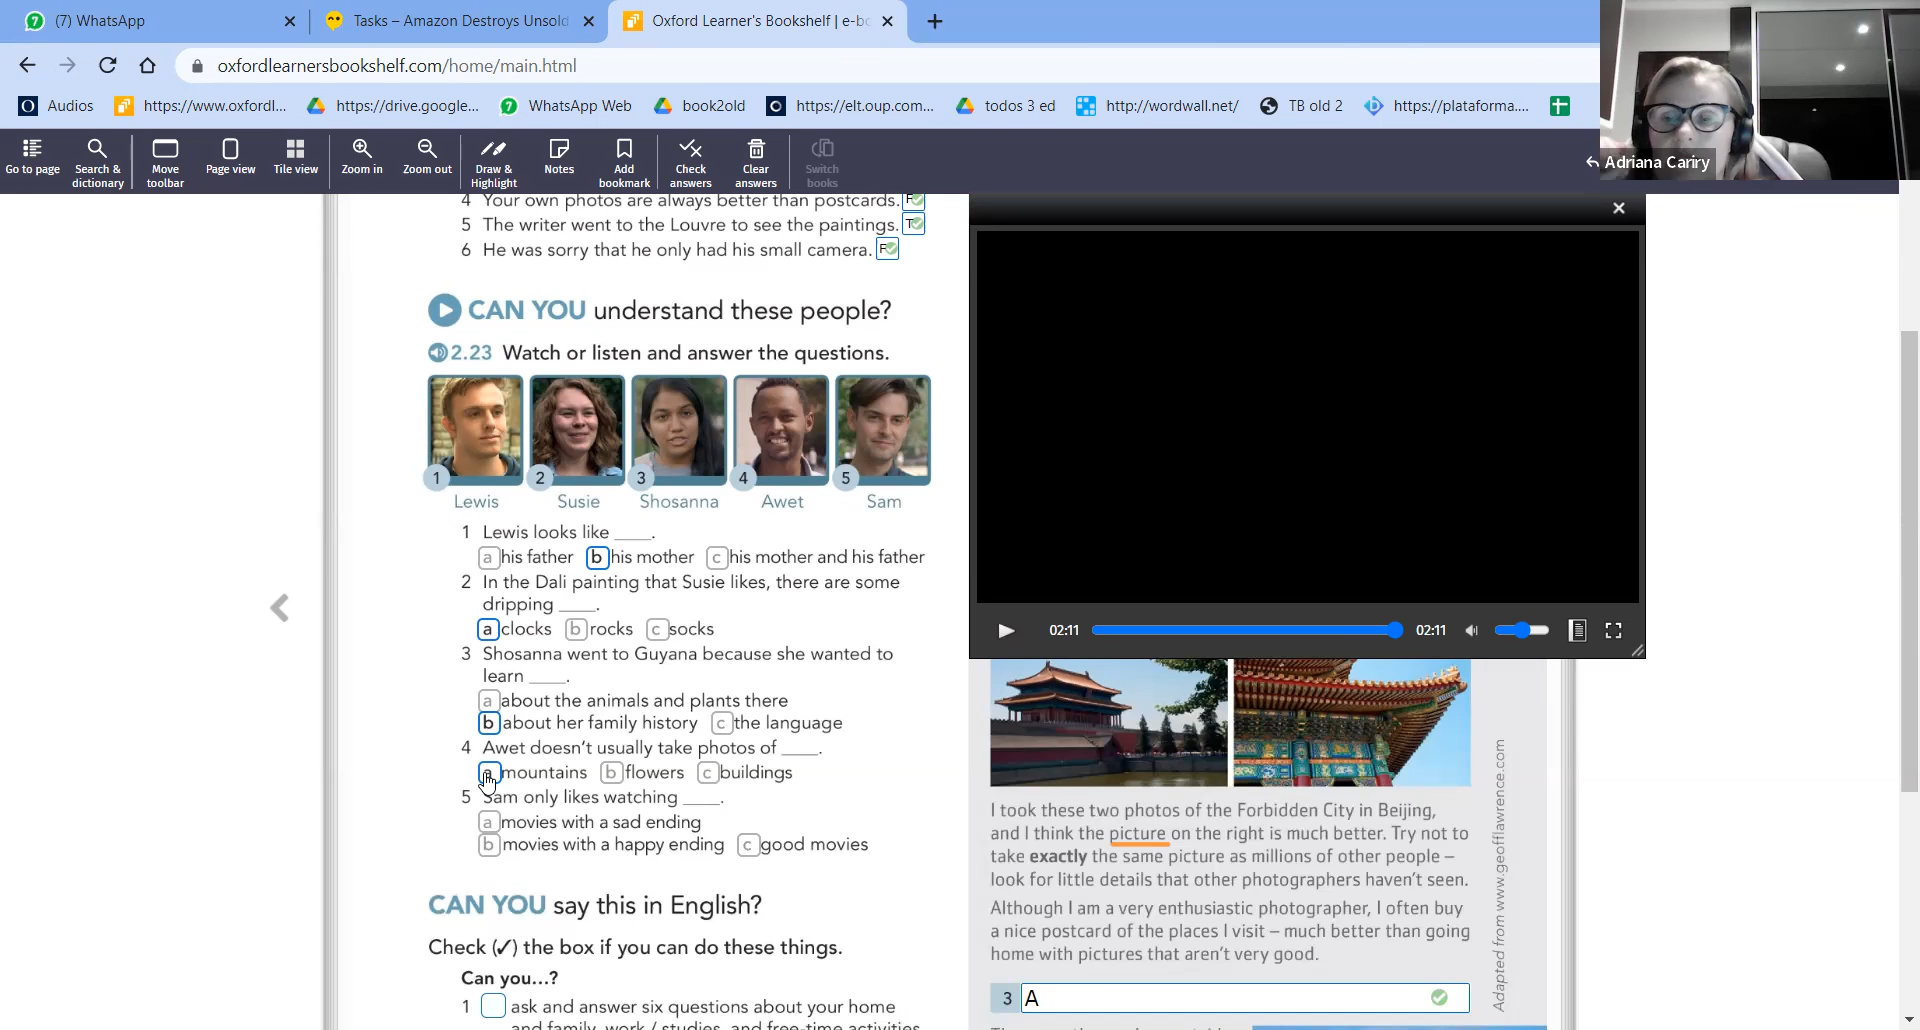 (7) WhatsApp
Tasks – Amazon Destroys Unsold
Oxford Learner's Bookshelf | e-bo
oxfordlearnersbookshelf.com/home/main.html
Audios
https://www.oxfordl...
https://drive.google...
WhatsApp Web
book2old
https://elt.oup.com...
todos 3 ed
http://wordwall.net/
TB old 2
https://plataforma....
Go to page
Search & dictionary
Move toolbar
Page view
Tile view
Zoom in
Zoom out
Draw & Highlight
Notes
Add bookmark
Check answers
Clear answers
Switch books
Adriana Cariry
4 Your own photos are always better than postcards. F
5 The writer went to the Louvre to see the paintings. T
6 He was sorry that he only had his small camera. F
CAN YOU understand these people?
2.23 Watch or listen and answer the questions.
1 2 3 4 5
Lewis Susie Shosanna Awet Sam
1 Lewis looks like ____.
a his father b his mother c his mother and his father
2 In the Dali painting that Susie likes, there are some
dripping ____.
a clocks b rocks c socks
3 Shosanna went to Guyana because she wanted to
learn ____.
a about the animals and plants there
b about her family history c the language
4 Awet doesn't usually take photos of ____.
a mountains b flowers c buildings
5 Sam only likes watching ____.
a movies with a sad ending
b movies with a happy ending c good movies
CAN YOU say this in English?
Check (✓) the box if you can do these things.
Can you…?
1 ask and answer six questions about your home
and family, work / studies, and free-time activities
02:11 02:11
I took these two photos of the Forbidden City in Beijing,
and I think the picture on the right is much better. Try not to
take exactly the same picture as millions of other people –
look for little details that other photographers haven't seen.
Although I am a very enthusiastic photographer, I often buy
a nice postcard of the places I visit – much better than going
home with pictures that aren't very good.
Adapted from www.geofflawrence.com
3 A